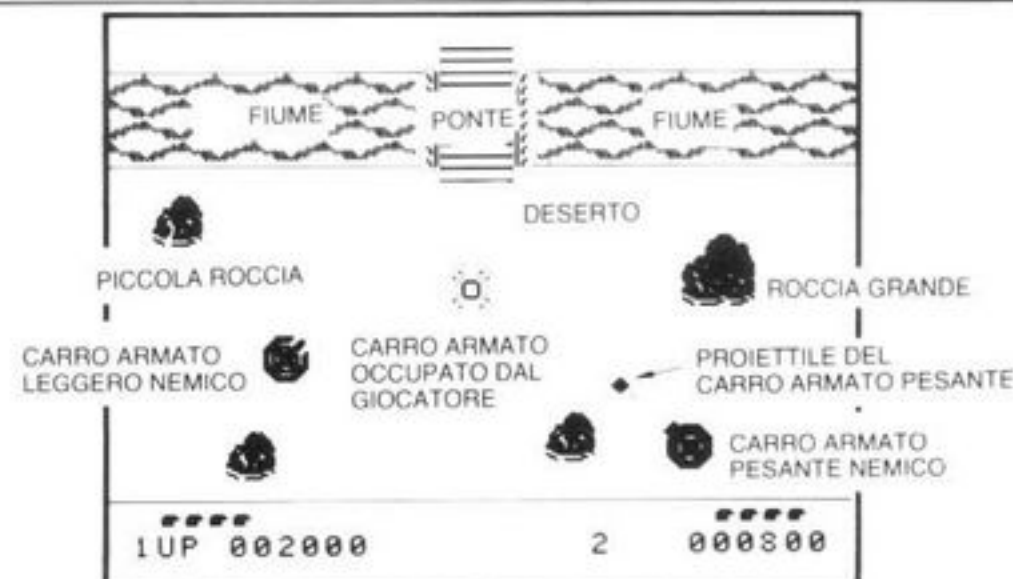 FIUME PONTE FIUME
DESERTO
PICCOLA ROCCIA
ROCCIA GRANDE
CARRO ARMATO
LEGGERO NEMICO
CARRO ARMATO
OCCUPATO DAL
GIOCATORE
PROIETTILE DEL
CARRO ARMATO PESANTE
CARRO ARMATO
PESANTE NEMICO
1UP 002000 2 000800